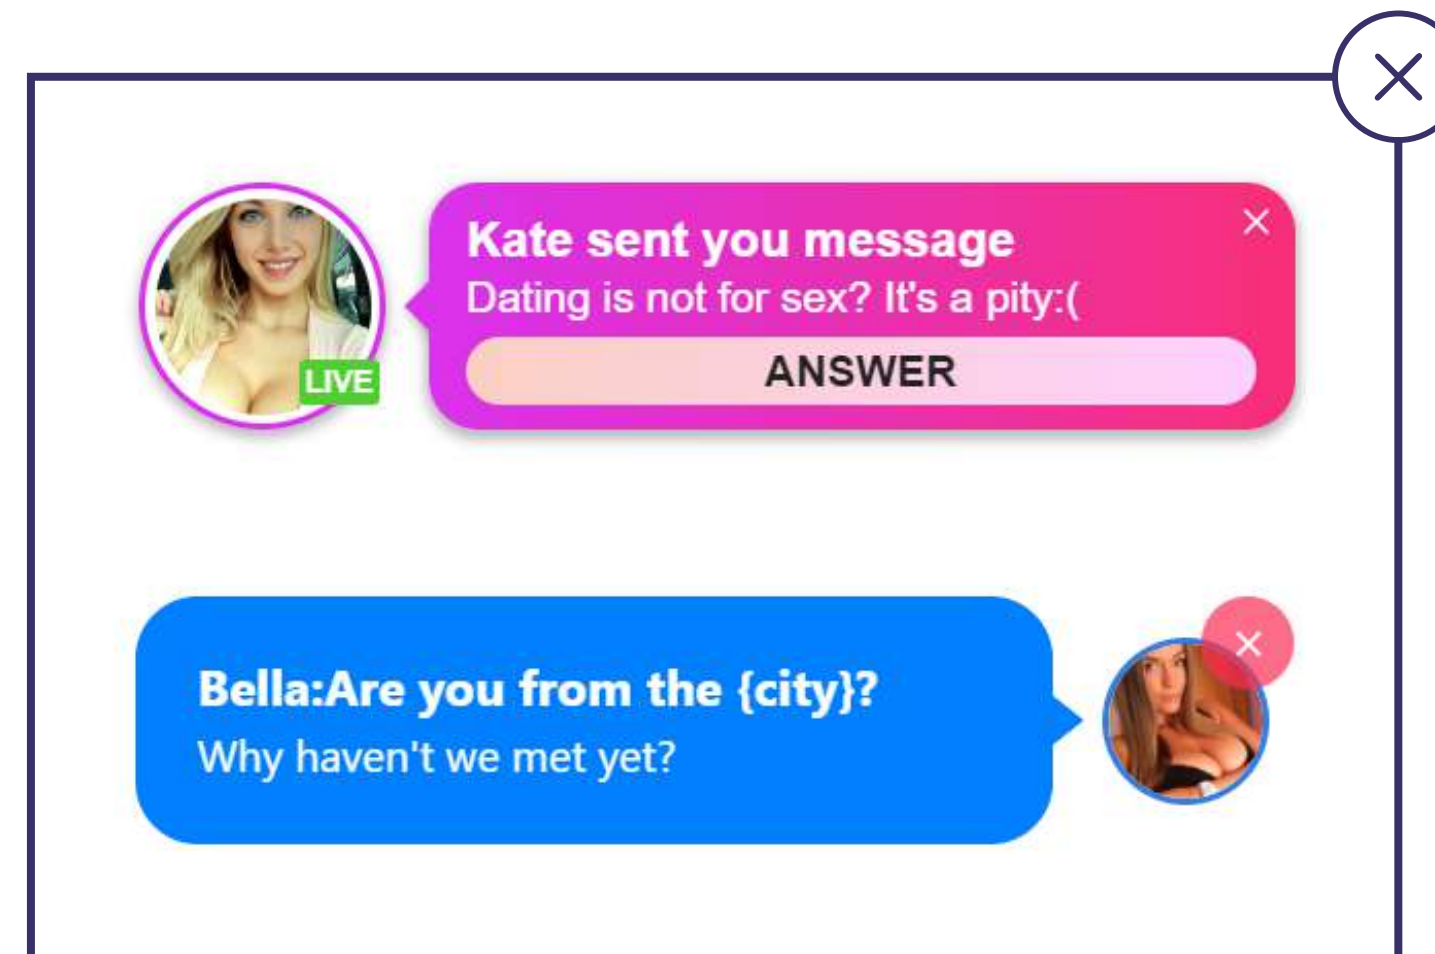 Kate sent you message
Dating is not for sex? It's a pity:(
ANSWER
LIVE
Bella:Are you from the {city}?
Why haven't we met yet?